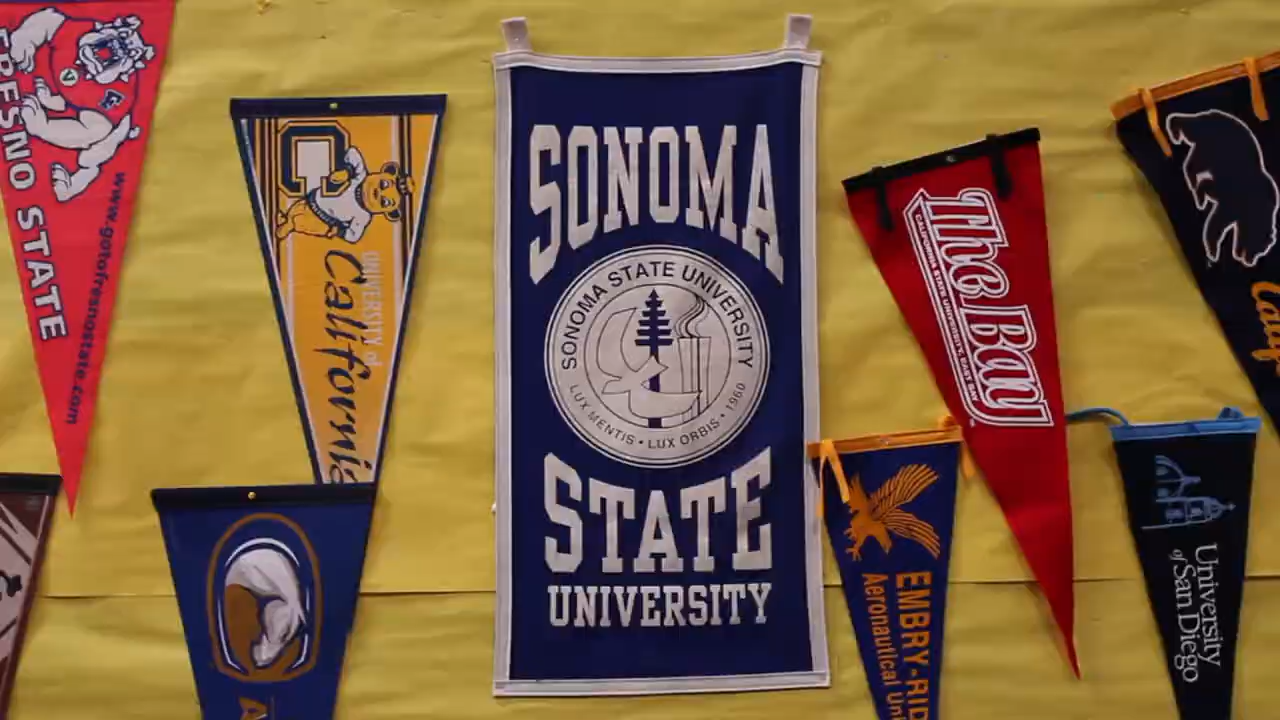 FRESNO STATE
www.gotofresnostate.com
C
UNIVERSITY of
California
SONOMA
SONOMA STATE UNIVERSITY
LUX MENTIS • LUX ORBIS • 1960
STATE
UNIVERSITY
The Bay
CALIFORNIA STATE UNIVERSITY, EAST BAY
EMBRY-RID
Aeronautical Uni
University
of San Diego